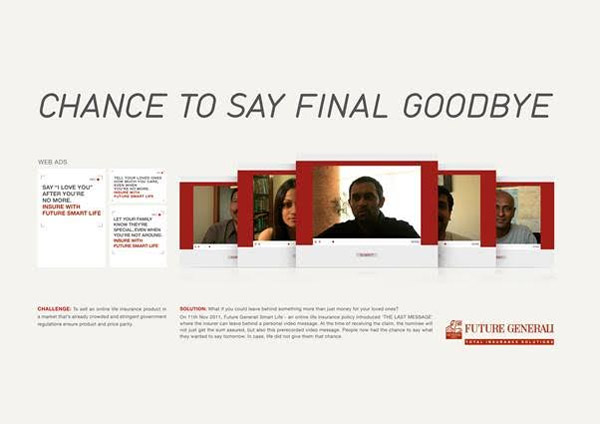 CHANCE TO SAY FINAL GOODBYE
WEB ADS
SAY "I LOVE YOU"
AFTER YOU'RE
NO MORE.
INSURE WITH
FUTURE SMART LIFE
TELL YOUR LOVED ONES
HOW MUCH YOU CARE,
EVEN WHEN
YOU'RE NO MORE.
INSURE WITH
FUTURE SMART LIFE
LET YOUR FAMILY
KNOW THEY'RE
SPECIAL, EVEN WHEN
YOU'RE NOT AROUND.
INSURE WITH
FUTURE SMART LIFE
CHALLENGE: To sell an online life insurance product in
a market that's already crowded and stringent government
regulations ensure product and price parity.
SOLUTION: What if you could leave behind something more than just money for your loved ones?
On 11th Nov 2011, Future Generali Smart Life - an online life insurance policy introduced 'THE LAST MESSAGE'
where the insurer can leave behind a personal video message. At the time of receiving the claim, the nominee will
not just get the sum assured, but also this prerecorded video message. People now had the chance to say what
they wanted to say tomorrow. In case, life did not give them that chance.
FUTURE GENERALI
TOTAL INSURANCE SOLUTIONS